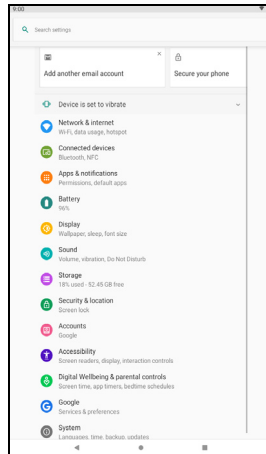 9:00
Search settings
Add another email account
Secure your phone
Device is set to vibrate
Network & internet
Wi-Fi, data usage, hotspot
Connected devices
Bluetooth, NFC
Apps & notifications
Permissions, default apps
Battery
96%
Display
Wallpaper, sleep, font size
Sound
Volume, vibration, Do Not Disturb
Storage
18% used - 52.45 GB free
Security & location
Screen lock
Accounts
Google
Accessibility
Screen readers, display, interaction controls
Digital Wellbeing & parental controls
Screen time, app timers, bedtime schedules
Google
Services & preferences
System
Languages, time, backup, updates